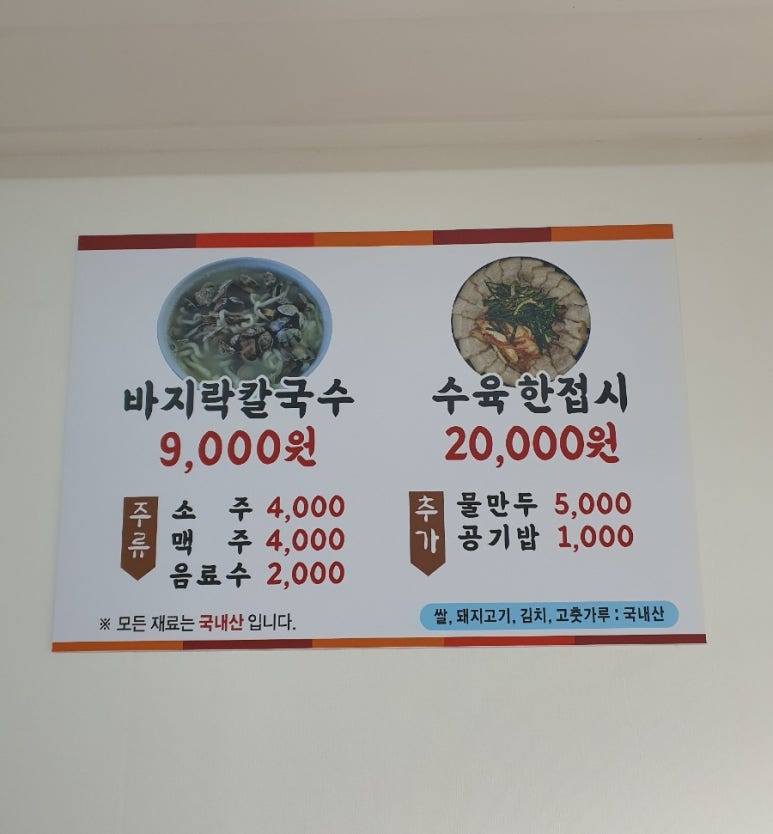 바지락칼국수
9,000원
수육한접시
20,000원
주류
소 주 4,000
맥 주 4,000
음료수 2,000
추가
물만두 5,000
공기밥 1,000
※ 모든 재료는 국내산 입니다.
쌀, 돼지고기, 김치, 고춧가루 : 국내산